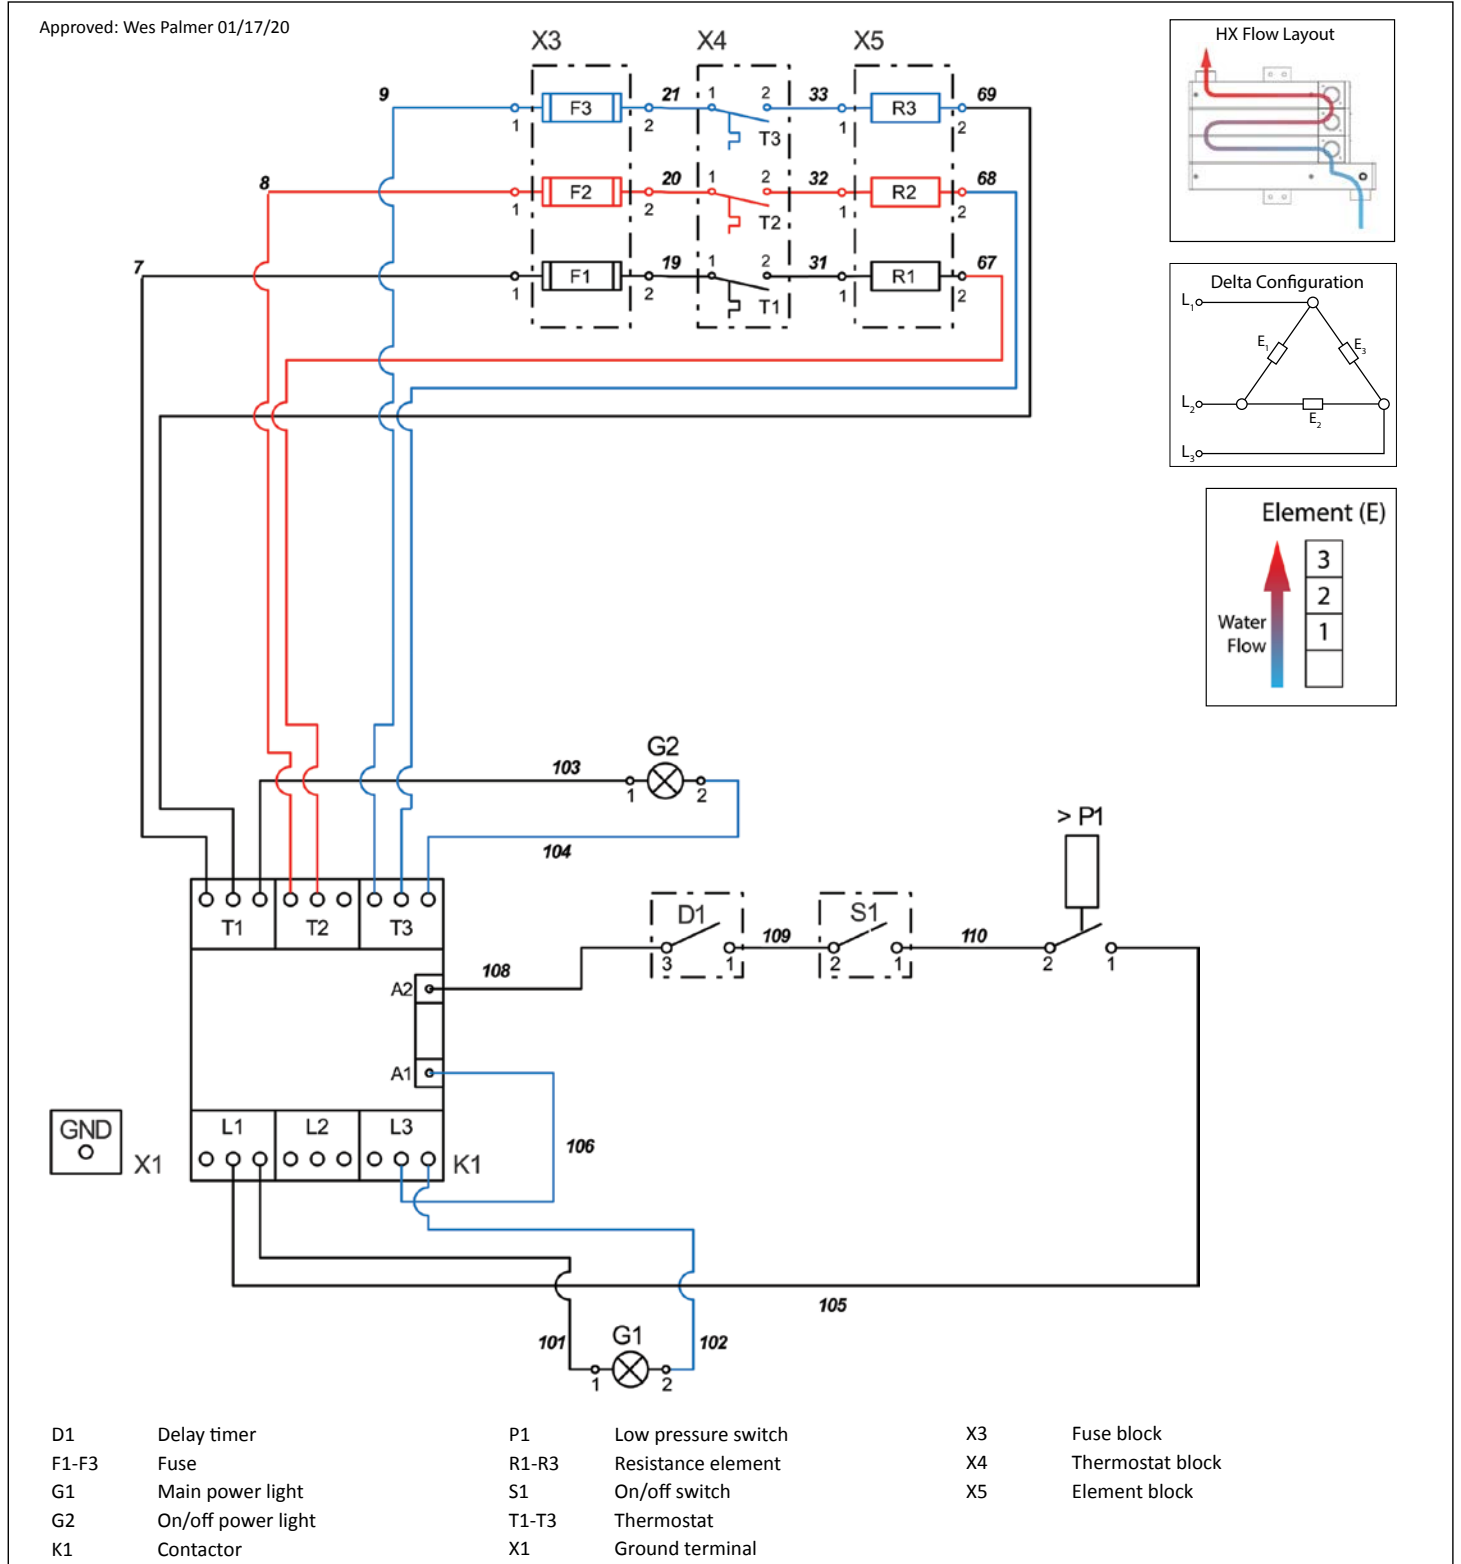 Approved: Wes Palmer 01/17/20
X3
X4
X5
HX Flow Layout
9
1
F3
2
21
1
2
T3
33
1
R3
2
69
8
1
F2
2
20
1
2
T2
32
1
R2
2
68
7
1
F1
2
19
1
2
T1
31
1
R1
2
67
Delta Configuration
L1
E1
E3
L2
E2
L3
Element (E)
3
2
1
Water
Flow
G2
103
1
2
104
> P1
T1
T2
T3
D1
3
1
109
S1
2
1
110
2
1
A2
108
A1
106
GND
X1
L1
L2
L3
K1
105
101
G1
102
1
2
D1 Delay timer
F1-F3 Fuse
G1 Main power light
G2 On/off power light
K1 Contactor
P1 Low pressure switch
R1-R3 Resistance element
S1 On/off switch
T1-T3 Thermostat
X1 Ground terminal
X3 Fuse block
X4 Thermostat block
X5 Element block